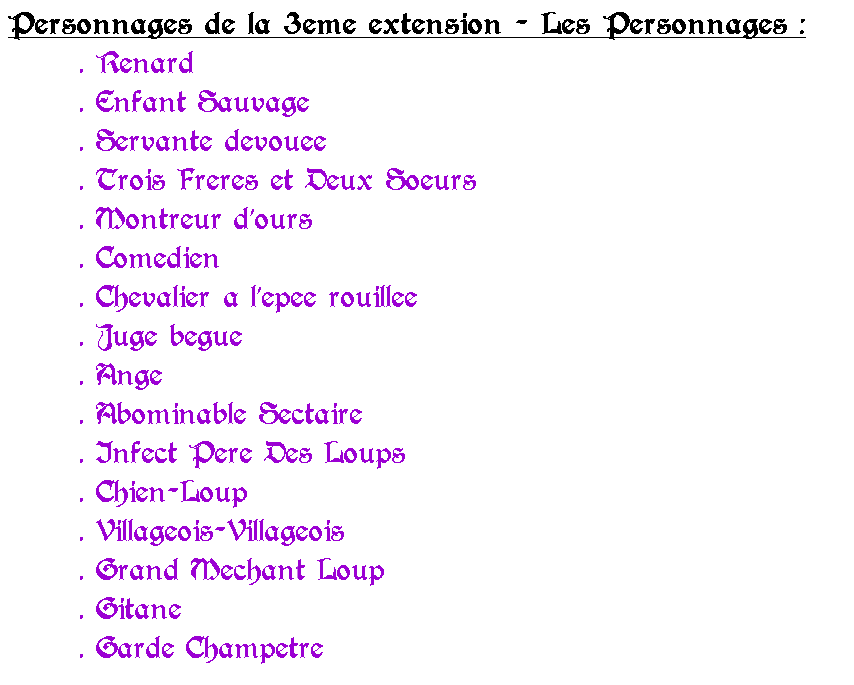 Personnages de la 3eme extension - Les Personnages :
. Renard
. Enfant Sauvage
. Servante devouee
. Trois Freres et Deux Soeurs
. Montreur d'ours
. Comedien
. Chevalier a l'epee rouillee
. Juge begue
. Ange
. Abominable Sectaire
. Infect Pere Des Loups
. Chien-Loup
. Villageois-Villageois
. Grand Mechant Loup
. Gitane
. Garde Champetre